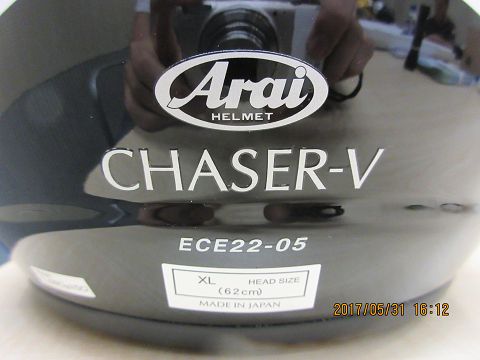 Arai
HELMET
CHASER-V
ECE22-05
XL HEAD SIZE
(62cm)
MADE IN JAPAN
2017/05/31 16:12